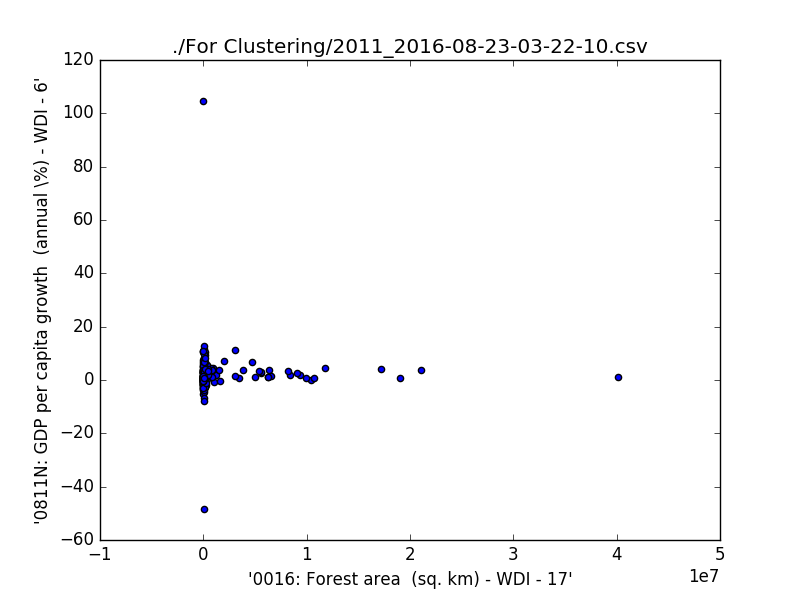 ./For Clustering/2011_2016-08-23-03-22-10.csv
120
100
80
60
40
20
0
−20
−40
−60
'0811N: GDP per capita growth  (annual \%) - WDI - 6'
−1 0 1 2 3 4 5
1e7
'0016: Forest area  (sq. km) - WDI - 17'